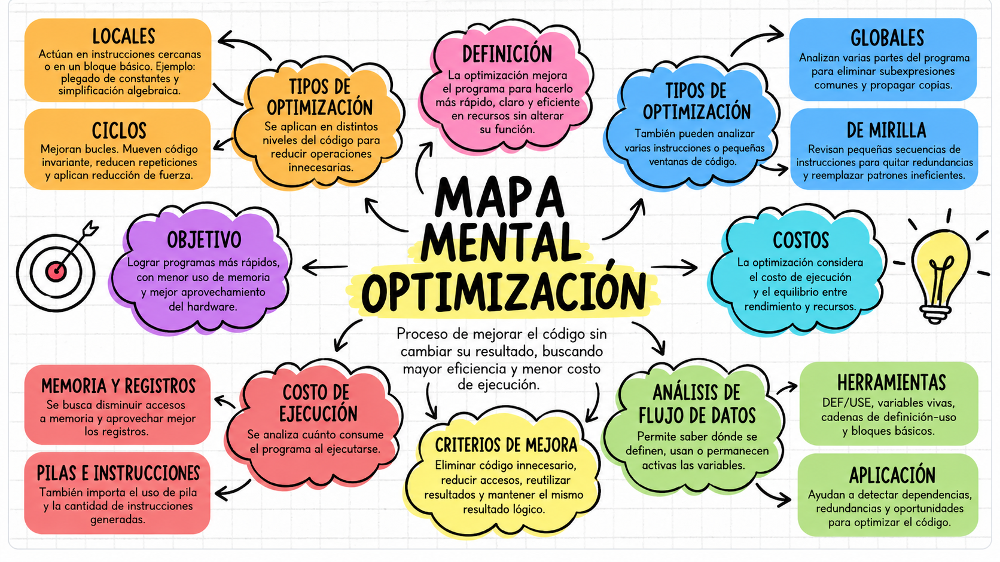 LOCALES
Actúan en instrucciones cercanas
o en un bloque básico. Ejemplo:
plegado de constantes y
simplificación algebraica.
CICLOS
Mejoran bucles. Mueven código
invariante, reducen repeticiones
y aplican reducción de fuerza.
TIPOS DE
OPTIMIZACIÓN
Se aplican en distintos
niveles del código para
reducir operaciones
innecesarias.
DEFINICIÓN
La optimización mejora
el programa para hacerlo
más rápido, claro y eficiente
en recursos sin alterar
su función.
TIPOS DE
OPTIMIZACIÓN
También pueden analizar
varias instrucciones o pequeñas
ventanas de código.
GLOBALES
Analizan varias partes del programa
para eliminar subexpresiones
comunes y propagar copias.
DE MIRILLA
Revisan pequeñas secuencias de
instrucciones para quitar redundancias
y reemplazar patrones ineficientes.
MAPA
MENTAL
OPTIMIZACIÓN
Proceso de mejorar el código sin
cambiar su resultado, buscando
mayor eficiencia y menor costo
de ejecución.
OBJETIVO
Lograr programas más rápidos,
con menor uso de memoria
y mejor aprovechamiento
del hardware.
COSTOS
La optimización considera
el costo de ejecución
y el equilibrio entre
rendimiento y recursos.
MEMORIA Y REGISTROS
Se busca disminuir accesos
a memoria y aprovechar mejor
los registros.
PILAS E INSTRUCCIONES
También importa el uso de pila
y la cantidad de instrucciones
generadas.
COSTO DE
EJECUCIÓN
Se analiza cuánto consume
el programa al ejecutarse.
CRITERIOS DE MEJORA
Eliminar código innecesario,
reducir accesos, reutilizar
resultados y mantener el mismo
resultado lógico.
ANÁLISIS DE
FLUJO DE DATOS
Permite saber dónde se
definen, usan o permanecen
activas las variables.
HERRAMIENTAS
DEF/USE, variables vivas,
cadenas de definición-uso
y bloques básicos.
APLICACIÓN
Ayudan a detectar dependencias,
redundancias y oportunidades
para optimizar el código.